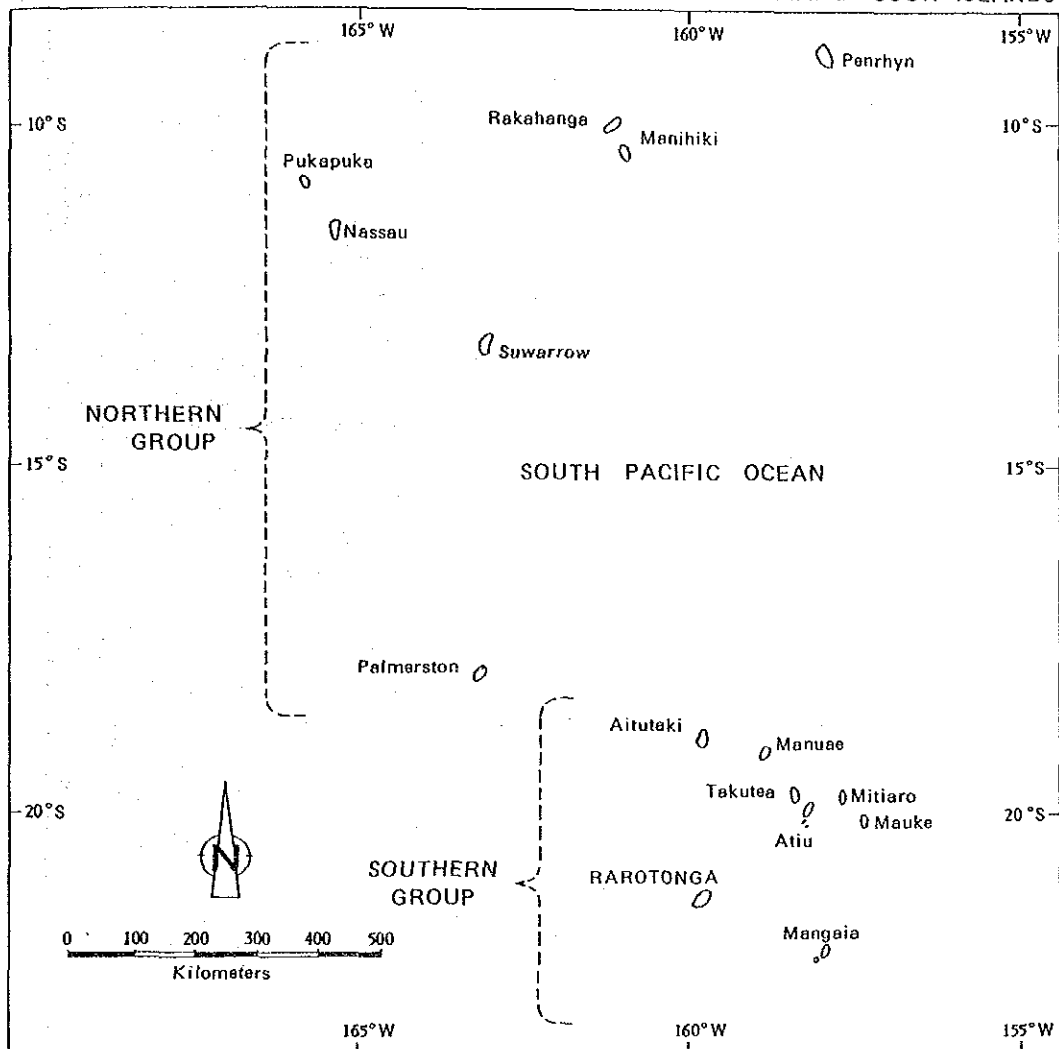 COOK ISLANDS
165°W 160°W 155°W
Penrhyn
10°S Rakahanga 10°S
Manihiki
Pukapuka
Nassau
Suwarrow
NORTHERN
GROUP
15°S SOUTH PACIFIC OCEAN 15°S
Palmerston
Aitutaki
Manuae
Takutea Mitiaro
20°S Mauke 20°S
Atiu
N
SOUTHERN
GROUP
RAROTONGA
Mangaia
0 100 200 300 400 500
Kilometers
165°W 160°W 155°W